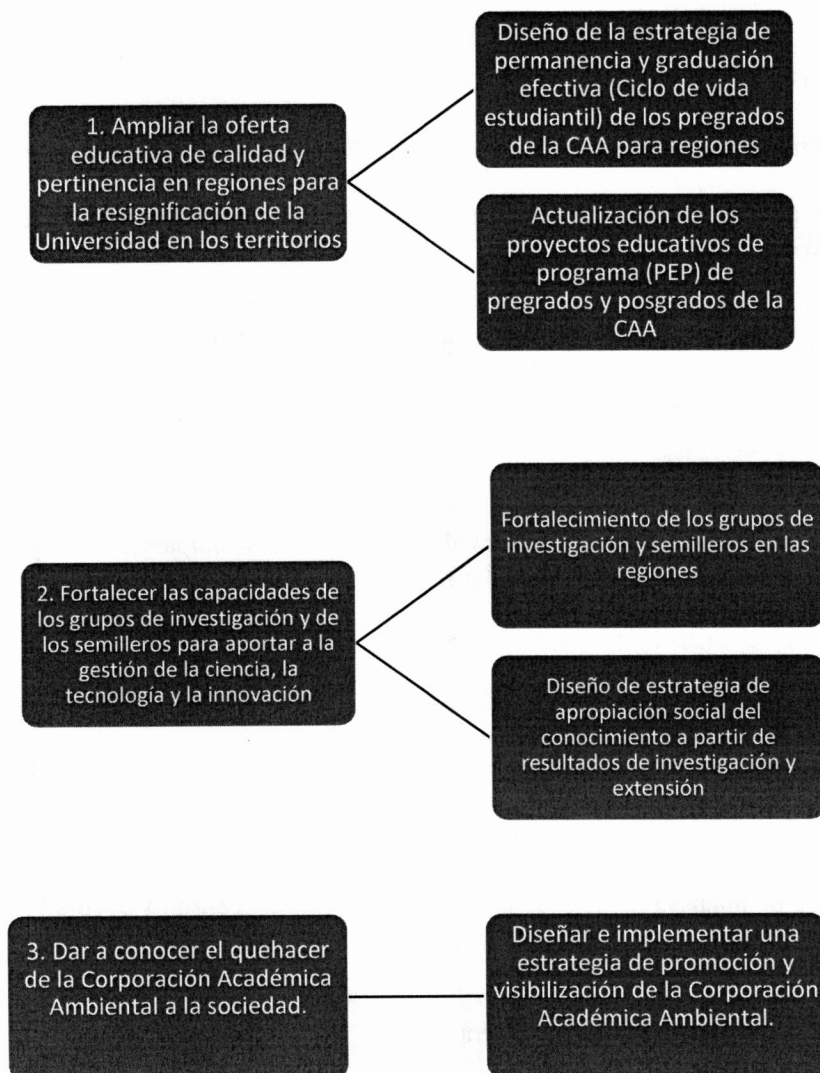 1. Ampliar la oferta
educativa de calidad y
pertinencia en regiones para
la resignificación de la
Universidad en los territorios
Diseño de la estrategia de
permanencia y graduación
efectiva (Ciclo de vida
estudiantil) de los pregrados
de la CAA para regiones
Actualización de los
proyectos educativos de
programa (PEP) de
pregrados y posgrados de la
CAA
2. Fortalecer las capacidades de
los grupos de investigación y de
los semilleros para aportar a la
gestión de la ciencia, la
tecnología y la innovación
Fortalecimiento de los grupos de
investigación y semilleros en las
regiones
Diseño de estrategia de
apropiación social del
conocimiento a partir de
resultados de investigación y
extensión
3. Dar a conocer el quehacer
de la Corporación Académica
Ambiental a la sociedad.
Diseñar e implementar una
estrategia de promoción y
visibilización de la Corporación
Académica Ambiental.